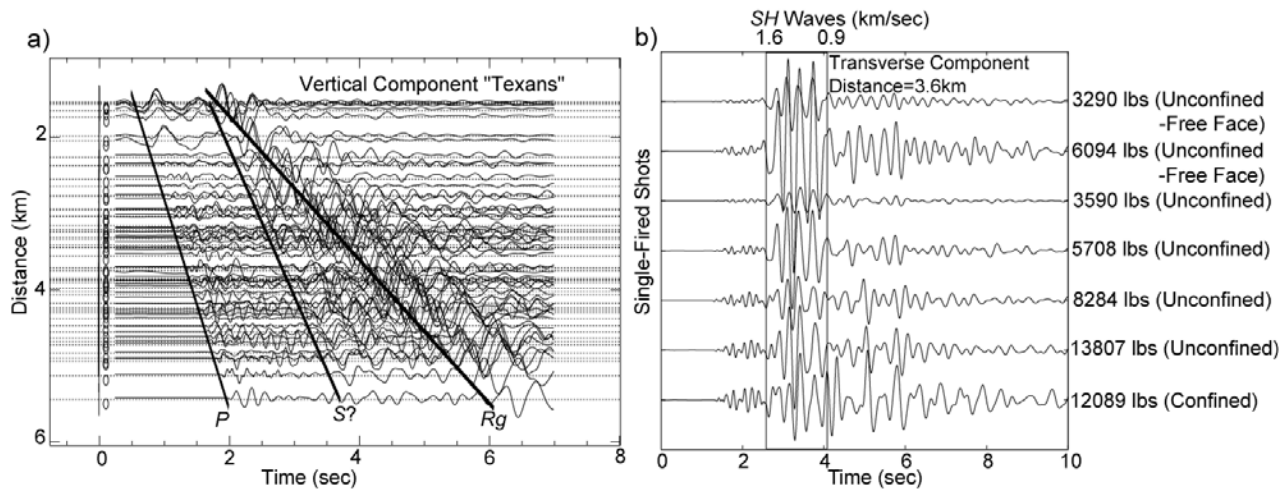 a)
Vertical Component "Texans"
Distance (km)
2
4
6
P
S?
Rg
0
2
4
6
8
Time (sec)
b)
SH Waves (km/sec)
1.6
0.9
Transverse Component
Distance=3.6km
Single-Fired Shots
3290 lbs (Unconfined
-Free Face)
6094 lbs (Unconfined
-Free Face)
3590 lbs (Unconfined)
5708 lbs (Unconfined)
8284 lbs (Unconfined)
13807 lbs (Unconfined)
12089 lbs (Confined)
0
2
4
6
8
10
Time (sec)